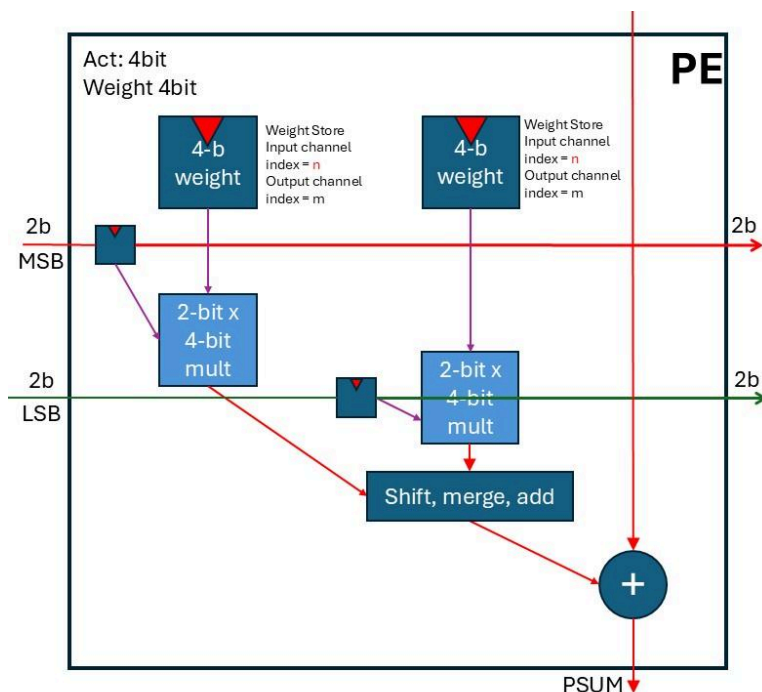 Act: 4bit
Weight 4bit
PE
4-b
weight
Weight Store
Input channel
index = n
Output channel
index = m
4-b
weight
Weight Store
Input channel
index = n
Output channel
index = m
2b
MSB
2b
2-bit x
4-bit
mult
2b
LSB
2-bit x
4-bit
mult
2b
Shift, merge, add
+
PSUM